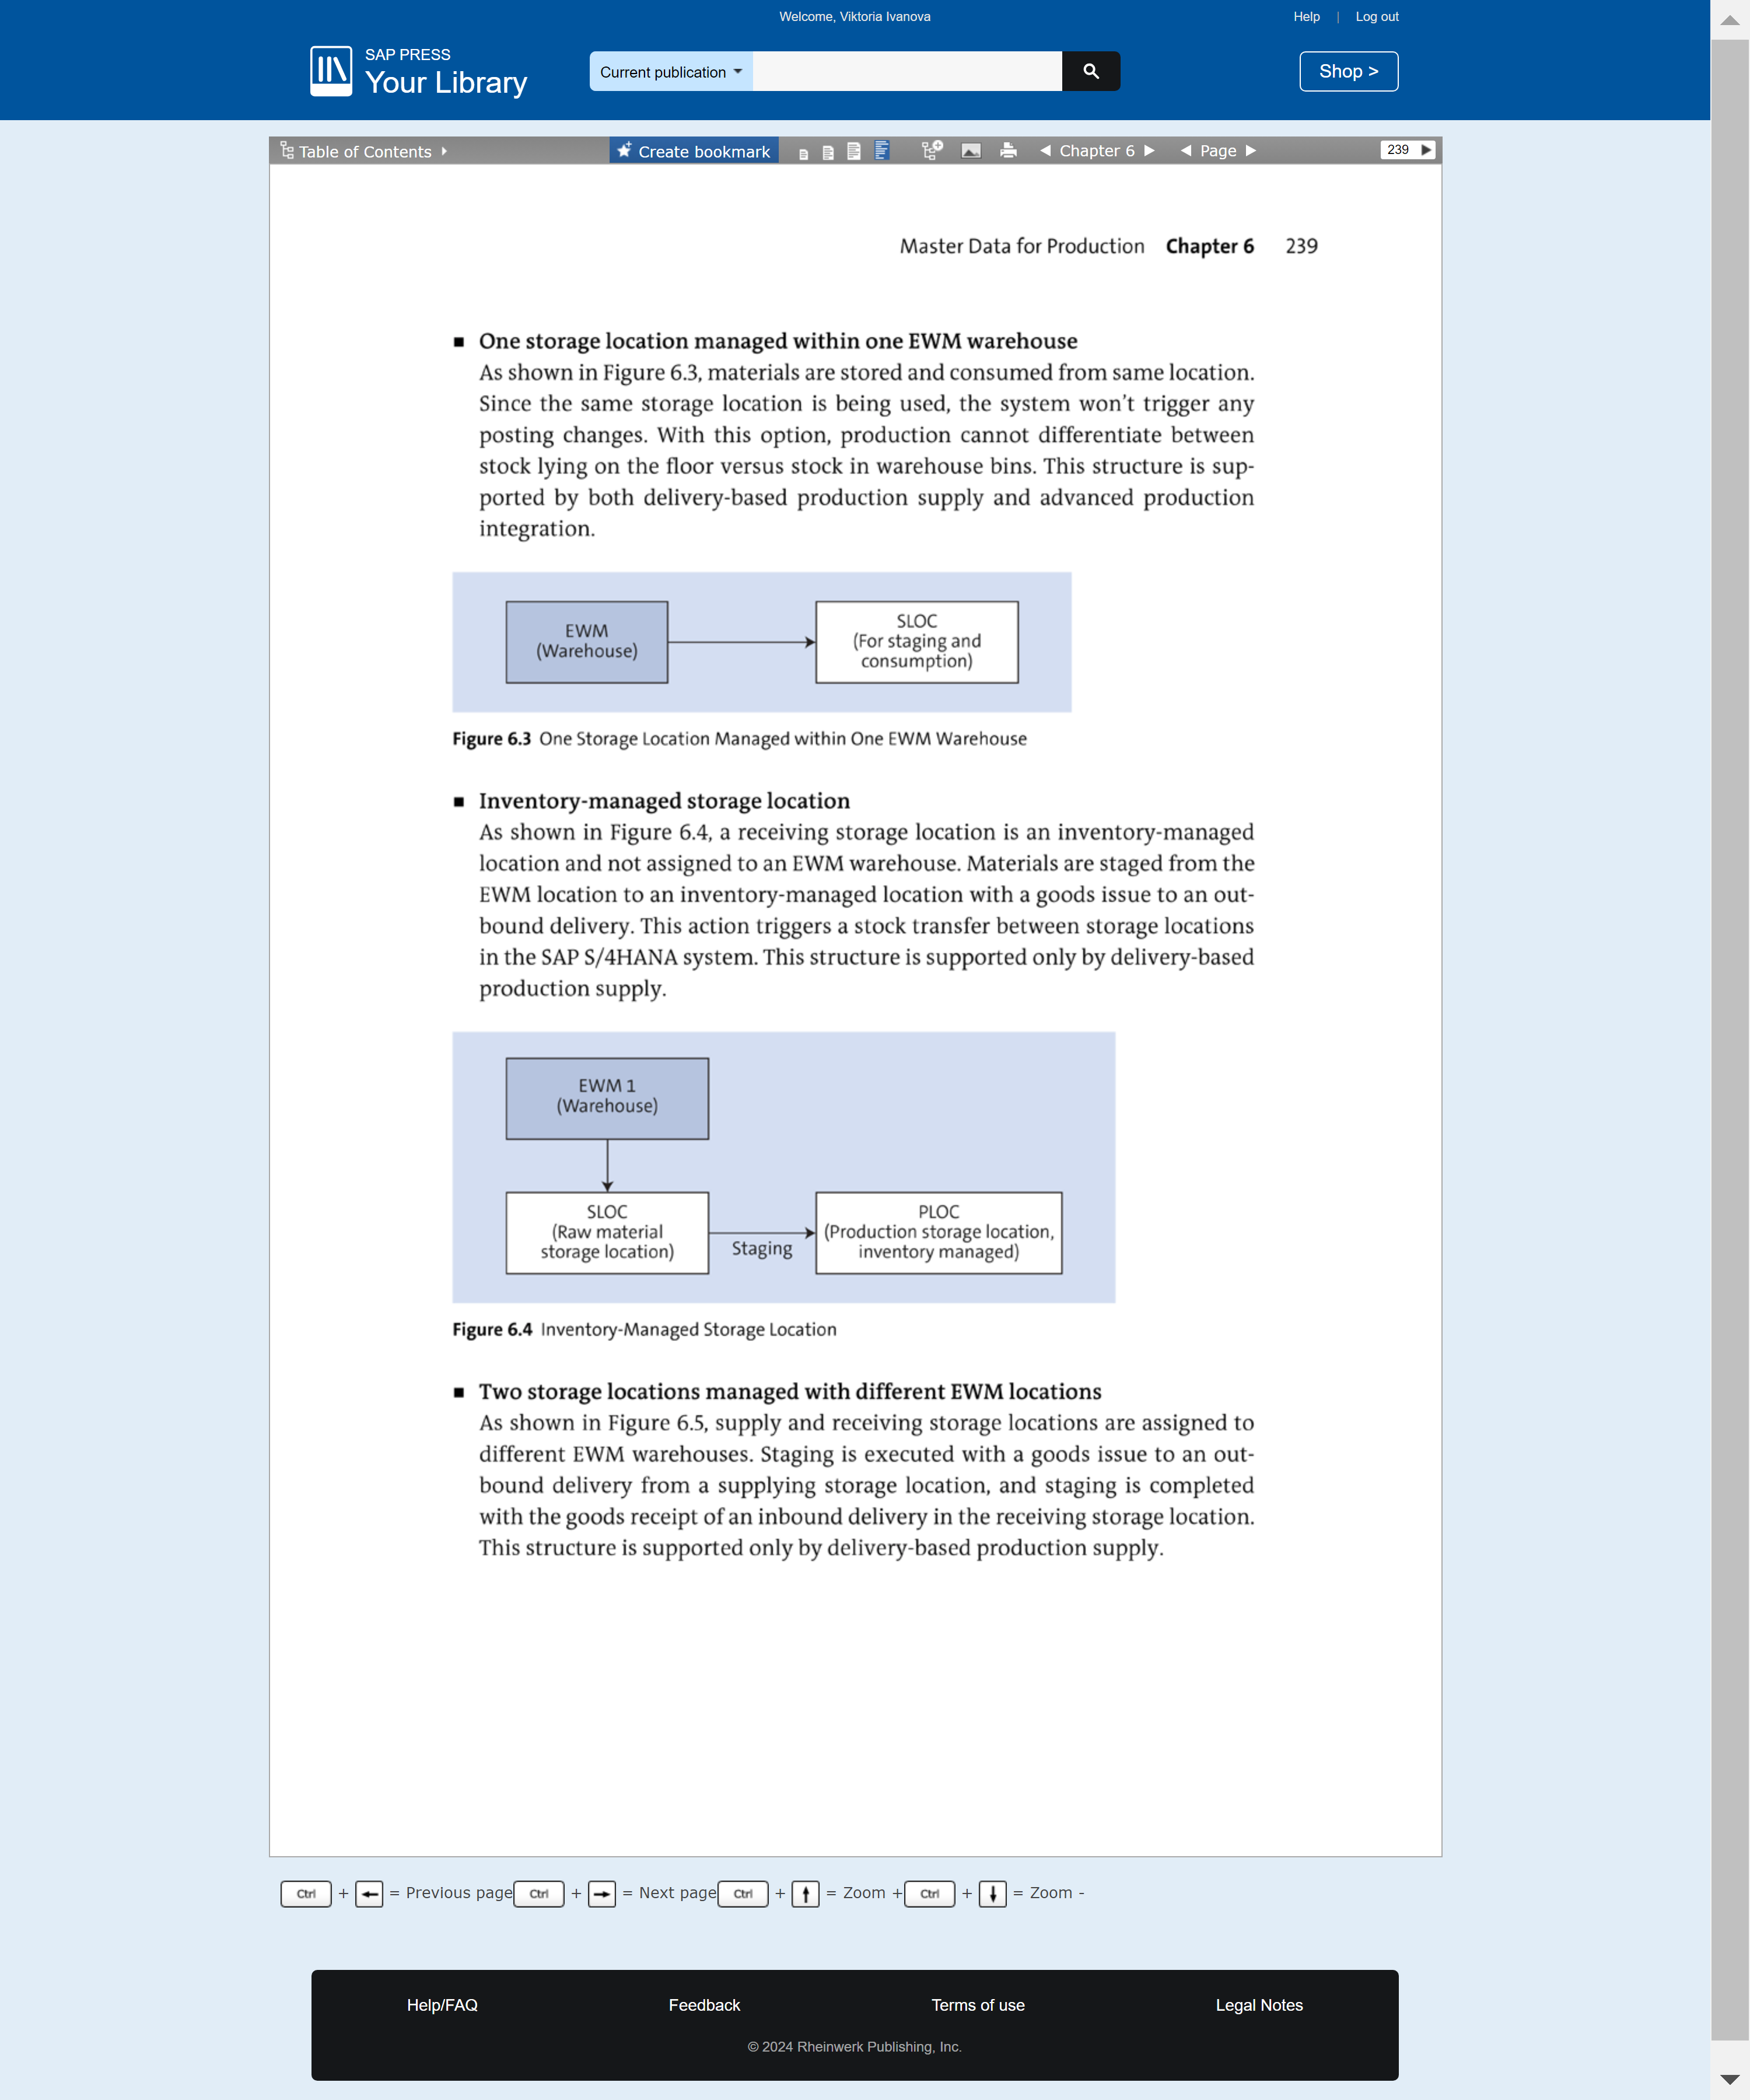 Welcome, Viktoria Ivanova
Help | Log out
SAP PRESS
Your Library
Current publication
Shop >
Table of Contents
Create bookmark
Chapter 6
Page
239
Master Data for Production Chapter 6 239
■ One storage location managed within one EWM warehouse
As shown in Figure 6.3, materials are stored and consumed from same location.
Since the same storage location is being used, the system won't trigger any
posting changes. With this option, production cannot differentiate between
stock lying on the floor versus stock in warehouse bins. This structure is sup-
ported by both delivery-based production supply and advanced production
integration.
EWM
(Warehouse)
SLOC
(For staging and
consumption)
Figure 6.3 One Storage Location Managed within One EWM Warehouse
■ Inventory-managed storage location
As shown in Figure 6.4, a receiving storage location is an inventory-managed
location and not assigned to an EWM warehouse. Materials are staged from the
EWM location to an inventory-managed location with a goods issue to an out-
bound delivery. This action triggers a stock transfer between storage locations
in the SAP S/4HANA system. This structure is supported only by delivery-based
production supply.
EWM 1
(Warehouse)
SLOC
(Raw material
storage location)
Staging
PLOC
(Production storage location,
inventory managed)
Figure 6.4 Inventory-Managed Storage Location
■ Two storage locations managed with different EWM locations
As shown in Figure 6.5, supply and receiving storage locations are assigned to
different EWM warehouses. Staging is executed with a goods issue to an out-
bound delivery from a supplying storage location, and staging is completed
with the goods receipt of an inbound delivery in the receiving storage location.
This structure is supported only by delivery-based production supply.
Ctrl + ← = Previous page Ctrl + → = Next page Ctrl + ↑ = Zoom + Ctrl + ↓ = Zoom -
Help/FAQ
Feedback
Terms of use
Legal Notes
© 2024 Rheinwerk Publishing, Inc.